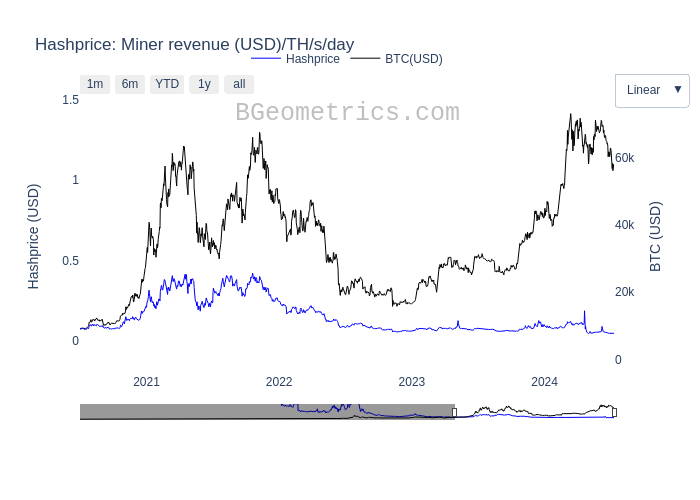 Hashprice: Miner revenue (USD)/TH/s/day
Hashprice BTC(USD)
1m 6m YTD 1y all
Linear ▼
BGeometrics.com
1.5
1
0.5
0
Hashprice (USD)
60k
40k
20k
0
BTC (USD)
2021 2022 2023 2024